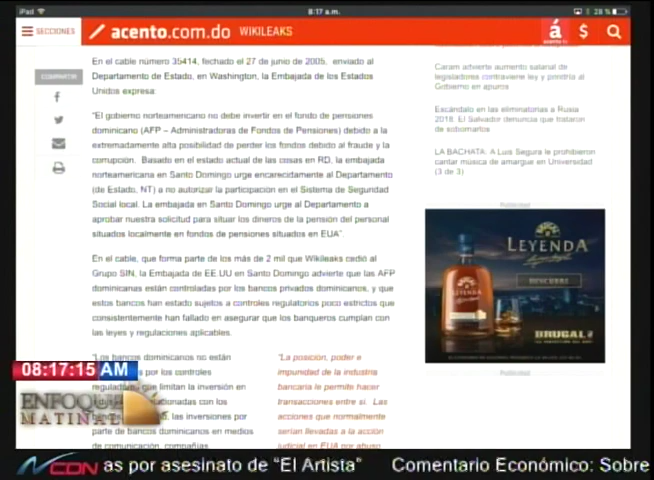 iPad
8:17 a.m.
28 %
SECCIONES
acento.com.do
WIKILEAKS
á
acento
$
COMPARTIR
En el cable número 35414, fechado el 27 de junio de 2005, enviado al
Departamento de Estado, en Washington, la Embajada de los Estados
Unidos expresa:
"El gobierno norteamericano no debe invertir en el fondo de pensiones
dominicano (AFP – Administradoras de Fondos de Pensiones) debido a la
extremadamente alta posibilidad de perder los fondos debido al fraude y la
corrupción. Basado en el estado actual de las cosas en RD, la embajada
norteamericana en Santo Domingo urge encarecidamente al Departamento
(de Estado, NT) a no autorizar la participación en el Sistema de Seguridad
Social local. La embajada en Santo Domingo urge al Departamento a
aprobar nuestra solicitud para situar los dineros de la pensión del personal
situados localmente en fondos de pensiones situados en EUA".
En el cable, que forma parte de los más de 2 mil que Wikileaks cedió al
Grupo SIN, la Embajada de EE.UU en Santo Domingo advierte que las AFP
dominicanas están controladas por los bancos privados dominicanos, y que
estos bancos han estado sujetos a controles regulatorios poco estrictos que
consistentemente han fallado en asegurar que los banqueros cumplan con
las leyes y regulaciones aplicables.
"Los bancos dominicanos no están
por los controles
que limitan la inversión en
con los
las inversiones por
parte de bancos dominicanos en medios
de comunicación, compañías
"La posición, poder e
impunidad de la industria
bancaria le permite hacer
transacciones entre si. Las
acciones que normalmente
serían llevadas a la acción
judicial en EUA por abuso
Caram advierte aumento salarial de
legisladores contraviene ley y pondría al
Gobierno en apuros
Escándalo en las eliminatorias a Rusia
2018. El Salvador denuncia que trataron
de sobornarlos
LA BACHATA: A Luis Segura le prohibieron
cantar música de amargue en Universidad
(3 de 3)
Publicidad
LEYENDA
DESCUBRE
LEYENDA
BRUGAL
Publicidad
08:17:15 AM
ENFOQUE
MATINAL
NCDN
as por asesinato de "El Artista"
Comentario Económico: Sobre